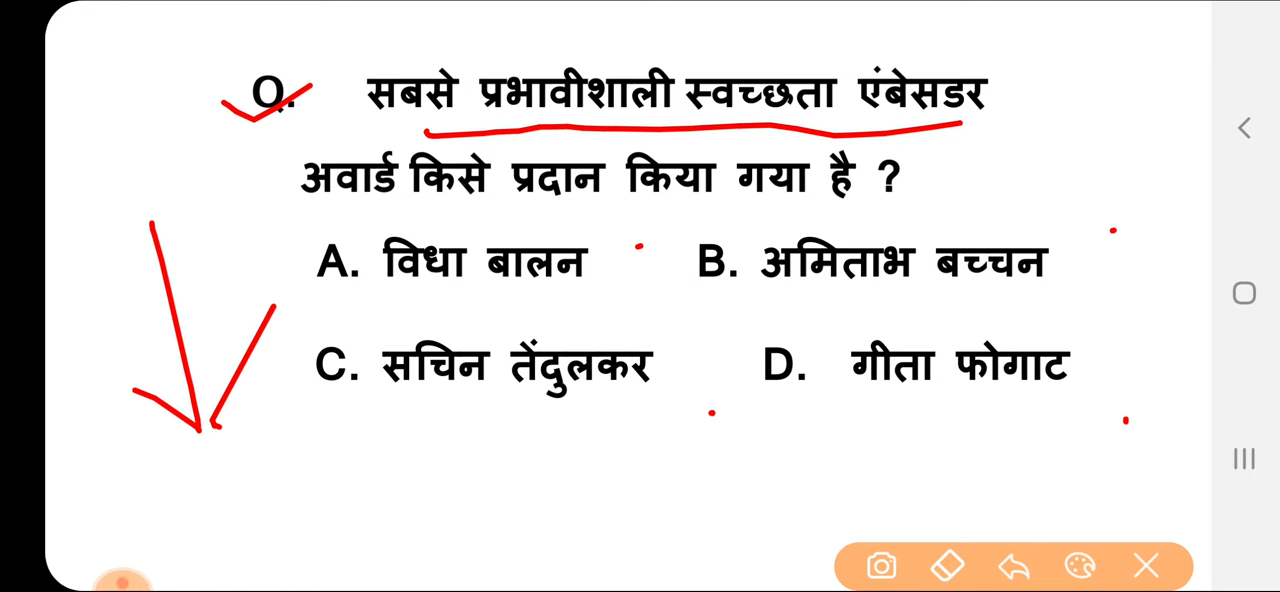 Q. सबसे प्रभावीशाली स्वच्छता एंबेसडर
अवार्ड किसे प्रदान किया गया है ?
A. विधा बालन B. अमिताभ बच्चन
C. सचिन तेंदुलकर D. गीता फोगाट